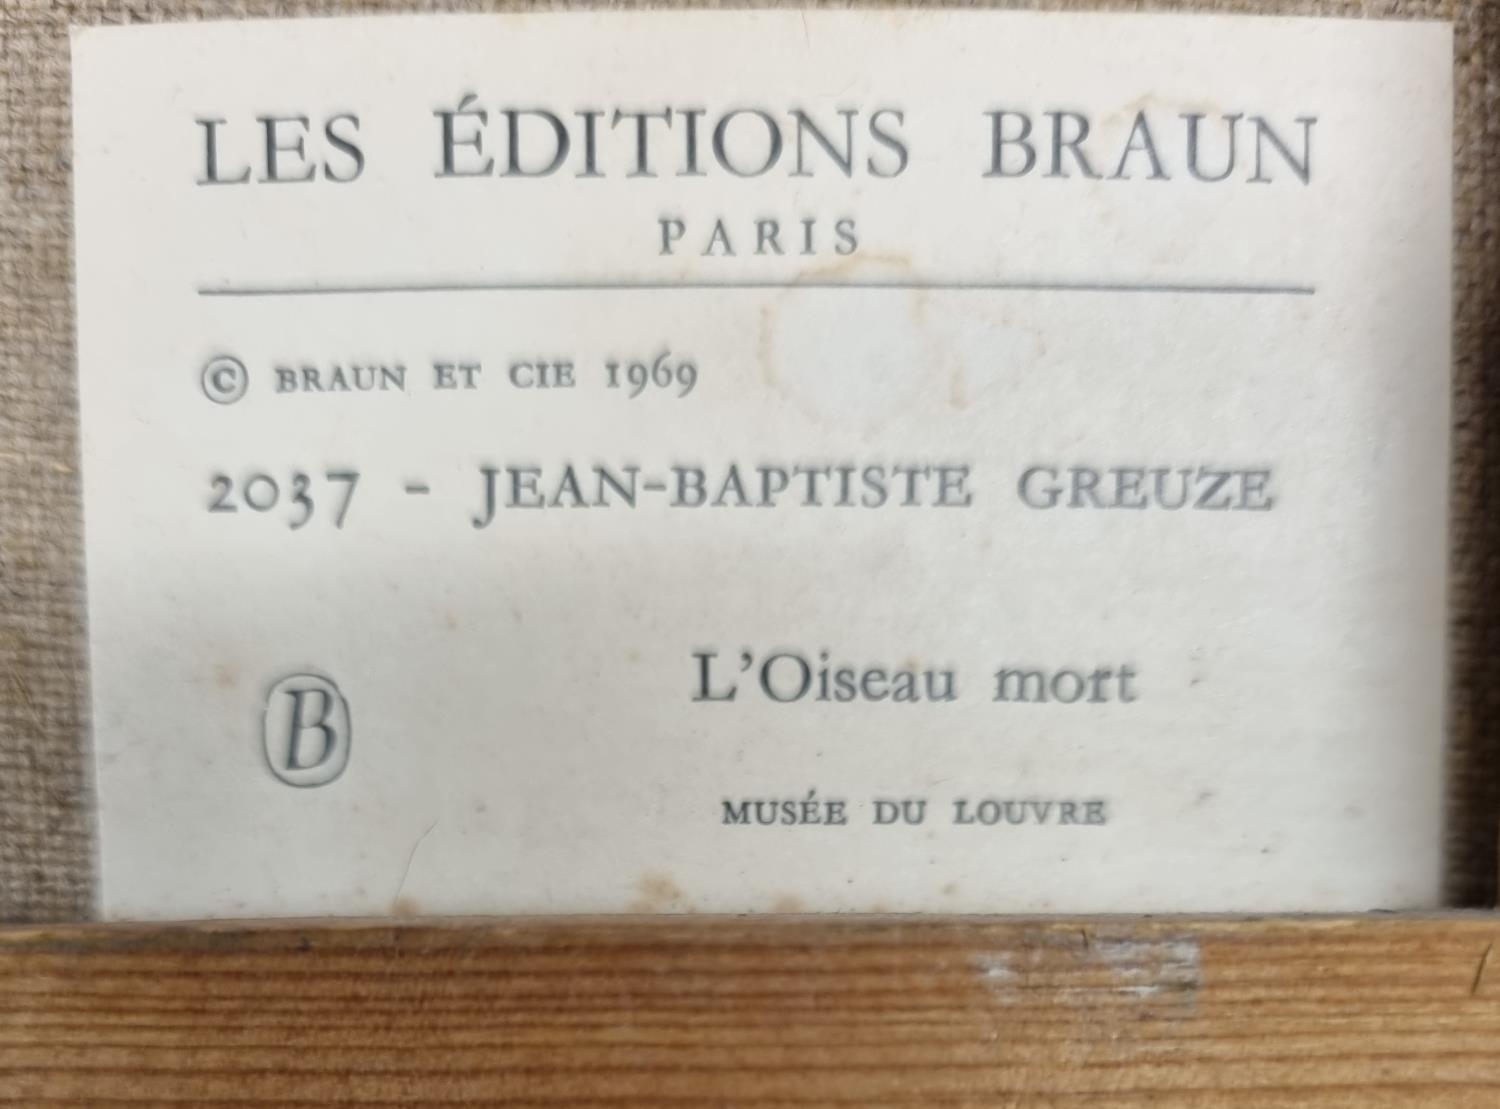 LES ÉDITIONS BRAUN
PARIS
© BRAUN ET CIE 1969
2037 - JEAN-BAPTISTE GREUZE
L'Oiseau mort
B
MUSÉE DU LOUVRE